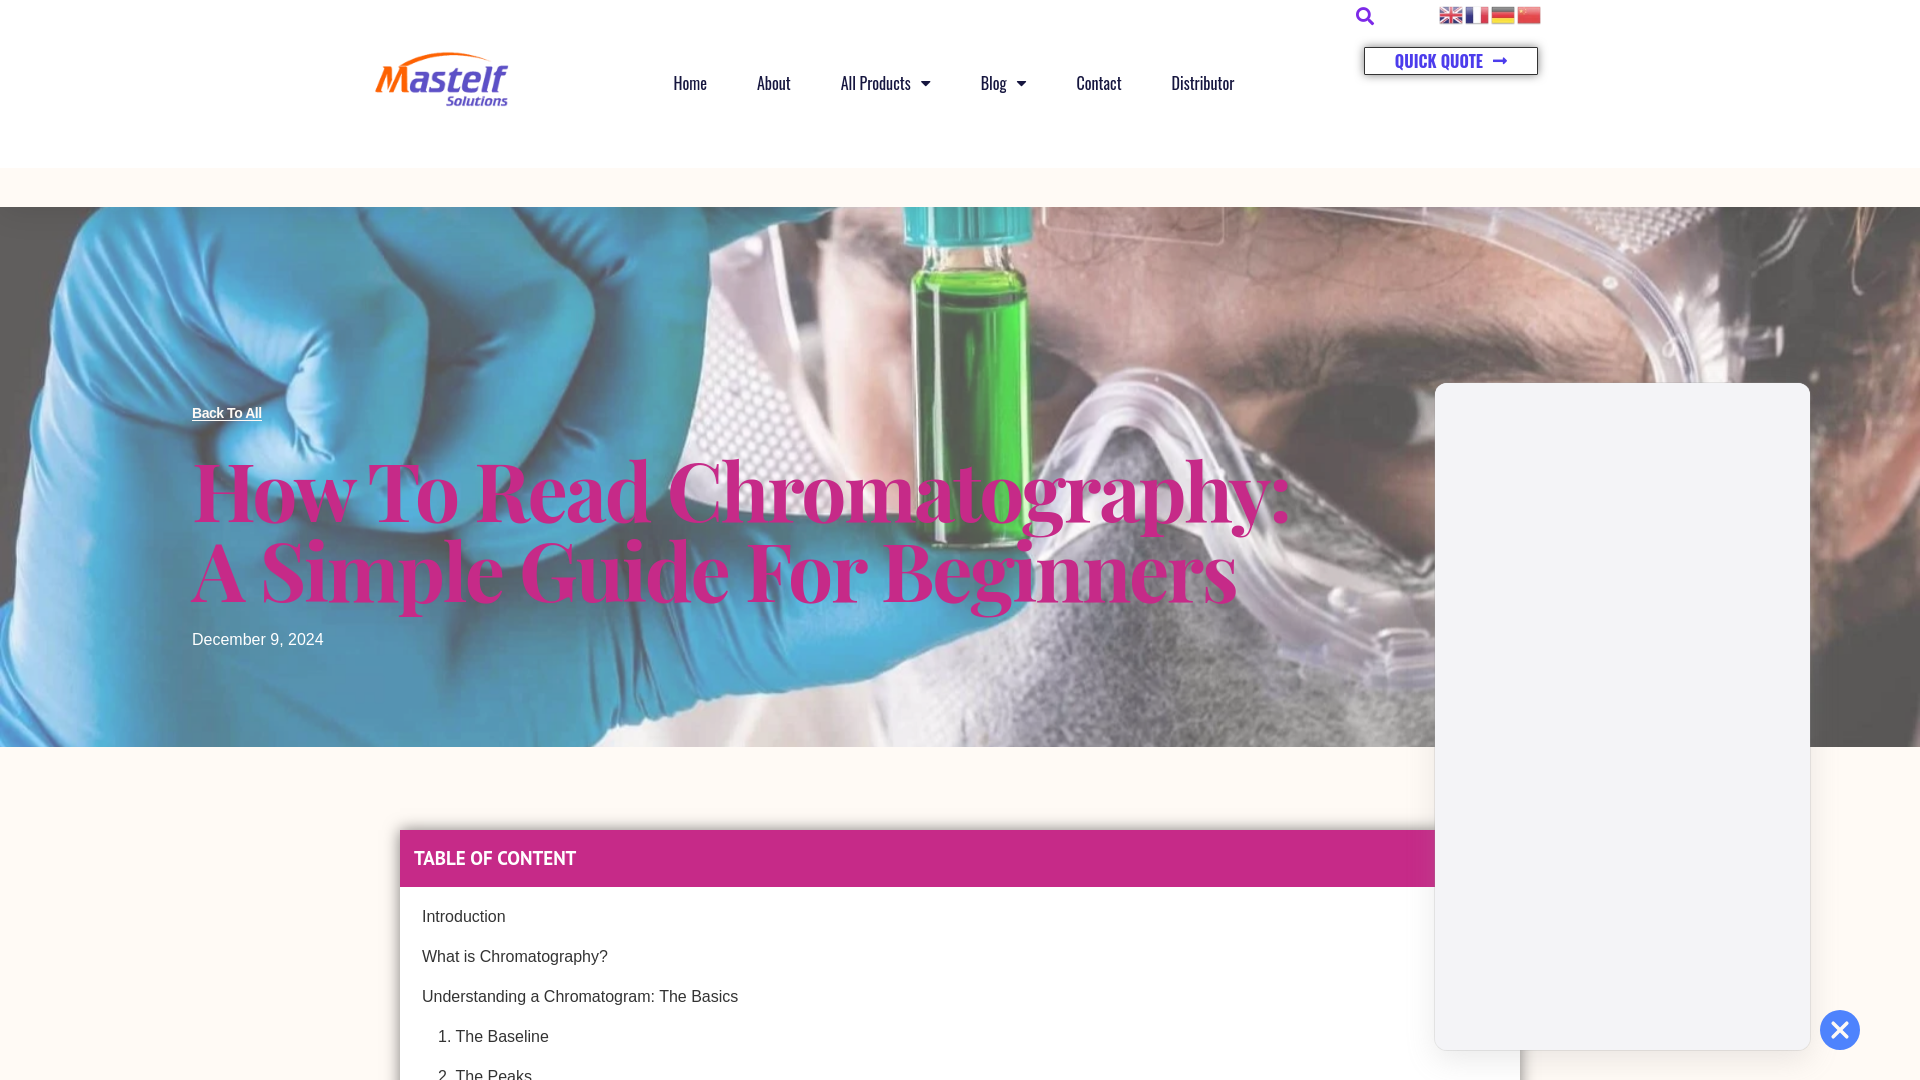 Mastelf
Solutions
Home
About
All Products
Blog
Contact
Distributor
QUICK QUOTE
Back To All
How To Read Chromatography:
A Simple Guide For Beginners
December 9, 2024
TABLE OF CONTENT
Introduction
What is Chromatography?
Understanding a Chromatogram: The Basics
1. The Baseline
2. The Peaks